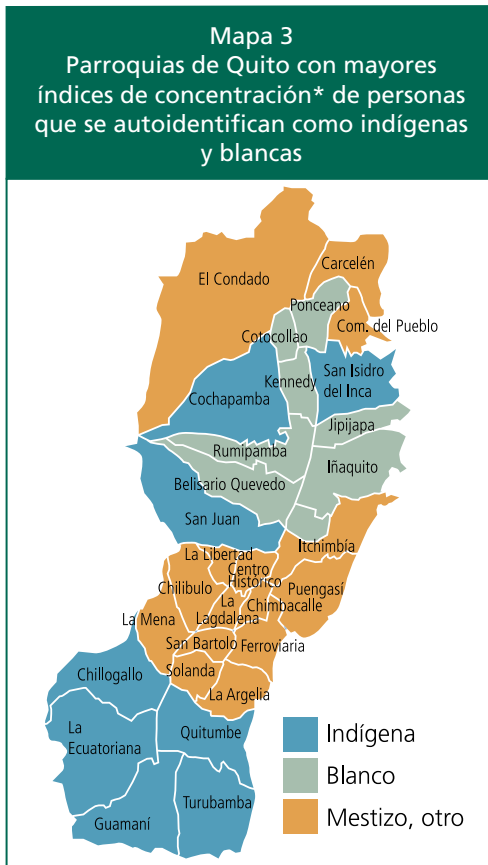 Mapa 3
Parroquias de Quito con mayores
índices de concentración* de personas
que se autoidentifican como indígenas
y blancas
Carcelén
El Condado
Ponceano
Com. del Pueblo
Cotocollao
San Isidro
del Inca
Kennedy
Cochapamba
Jipijapa
Rumipamba
Iñaquito
Belisario Quevedo
San Juan
Itchimbía
La Libertad
Centro
Histórico
Chilibulo
Puengasí
La
Lagdalena
Chimbacalle
La Mena
San Bartolo
Ferroviaria
Solanda
Chillogallo
La Argelia
La
Ecuatoriana
Quitumbe
Turubamba
Guamaní
Indígena
Blanco
Mestizo, otro